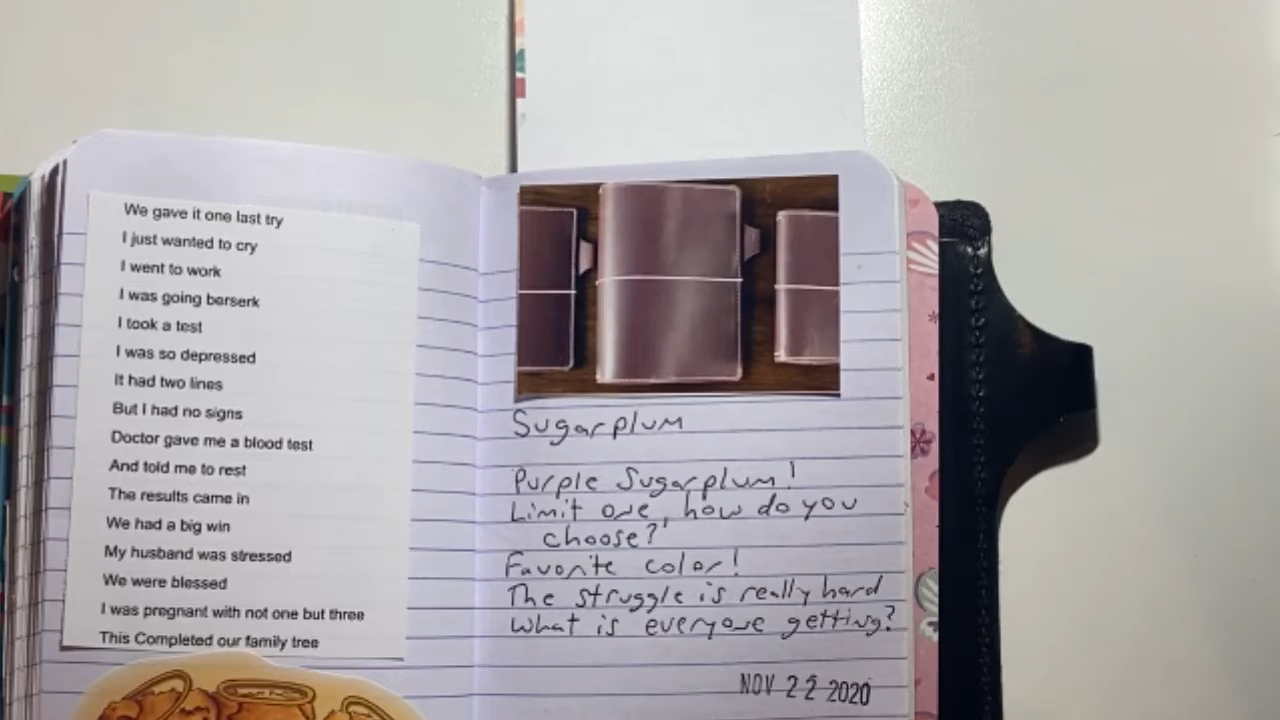 We gave it one last try
I just wanted to cry
I went to work
I was going berserk
I took a test
I was so depressed
It had two lines
But I had no signs
Doctor gave me a blood test
And told me to rest
The results came in
We had a big win
My husband was stressed
We were blessed
I was pregnant with not one but three
This Completed our family tree
Sugarplum
Purple Sugarplum!
Limit one, how do you
choose?
Favorite color!
The struggle is really hard
What is everyone getting?
NOV 22 2020